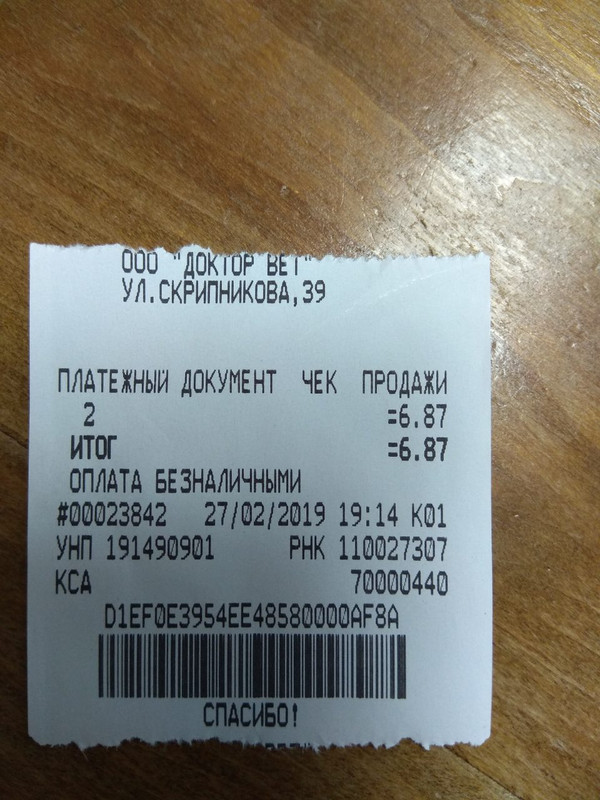 ООО "ДОКТОР ВЕТ"
УЛ.СКРИПНИКОВА,39
ПЛАТЕЖНЫЙ ДОКУМЕНТ ЧЕК ПРОДАЖИ
2 =6.87
ИТОГ =6.87
ОПЛАТА БЕЗНАЛИЧНЫМИ
#00023842 27/02/2019 19:14 К01
УНП 191490901 РНК 110027307
КСА 70000440
D1EF0E3954EE48580000AF8A
СПАСИБО!